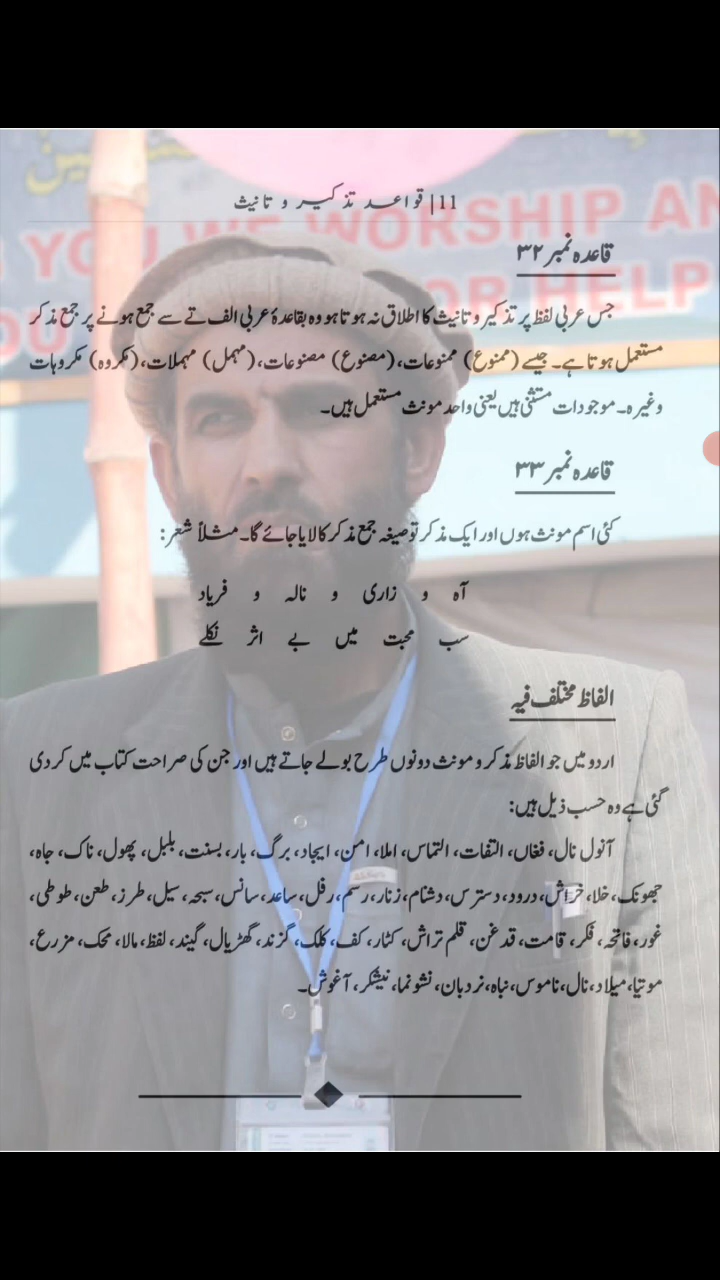 11| قواعد تذکیر و تانیث
YOU WE WORSHIP AN
YOU
FOR HELP
قاعدہ نمبر ۳۲
جس عربی لفظ پر تذکیر و تانیث کا اطلاق نہ ہوتا ہو وہ بقاعدۂ عربی الف تے سے جمع ہونے پر جمع مذکر
مستعمل ہوتا ہے۔ جیسے (ممنوع) ممنوعات، (مصنوع) مصنوعات، (مہمل) مہملات، (مکروہ) مکروہات
وغیرہ۔ موجودات مستثنیٰ ہیں یعنی واحد مونث مستعمل ہیں۔
قاعدہ نمبر ۳۳
کئی اسم مونث ہوں اور ایک مذکر تو صیغہ جمع مذکر کا لایا جائے گا۔ مثلاً شعر:
آہ و زاری و نالہ و فریاد
سب محبت میں بے اثر نکلے
الفاظ مختلف فیہ
اردو میں جو الفاظ مذکر و مونث دونوں طرح بولے جاتے ہیں اور جن کی صراحت کتاب میں کر دی
گئی ہے وہ حسب ذیل ہیں:
آنول نال، فغاں، التفات، التماس، املا، امن، ایجاد، برگ، بار، بسنت، بلبل، پھول، ناک، جاہ،
جھونک، خلا، خراش، درود، دسترس، دشنام، زنار، رسم، رفل، ساعد، سانس، سبحہ، سیل، طرز، طعن، طوطی،
غور، فاتحہ، فکر، قامت، قدغن، قلم تراش، کٹار، کف، کلک، گزند، گھڑیال، گیند، لفظ، مالا، محک، مزرع،
موتیا، میلاد، نال، ناموس، نباہ، نردبان، نشو نما، نیشکر، آغوش۔